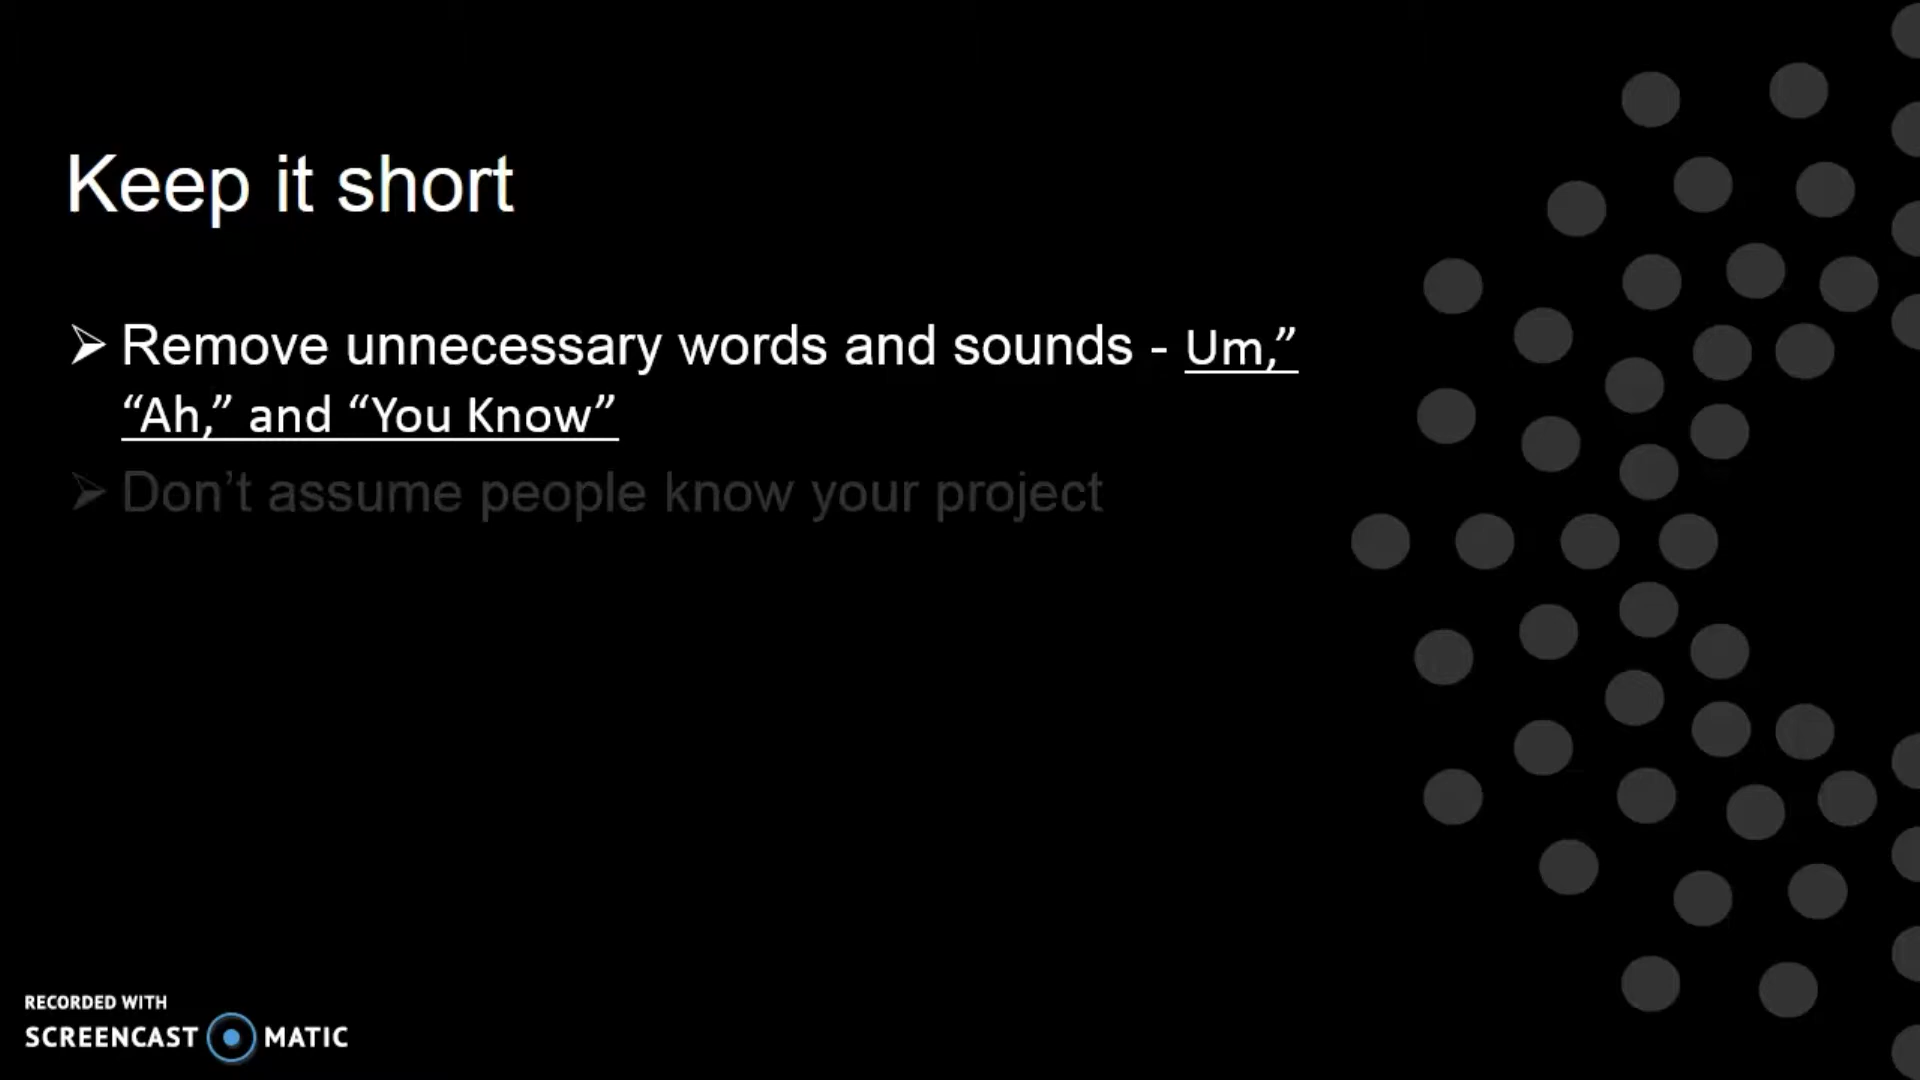 Keep it short
➢ Remove unnecessary words and sounds - Um,”
“Ah,” and “You Know”
➢ Don’t assume people know your project
RECORDED WITH
SCREENCAST MATIC